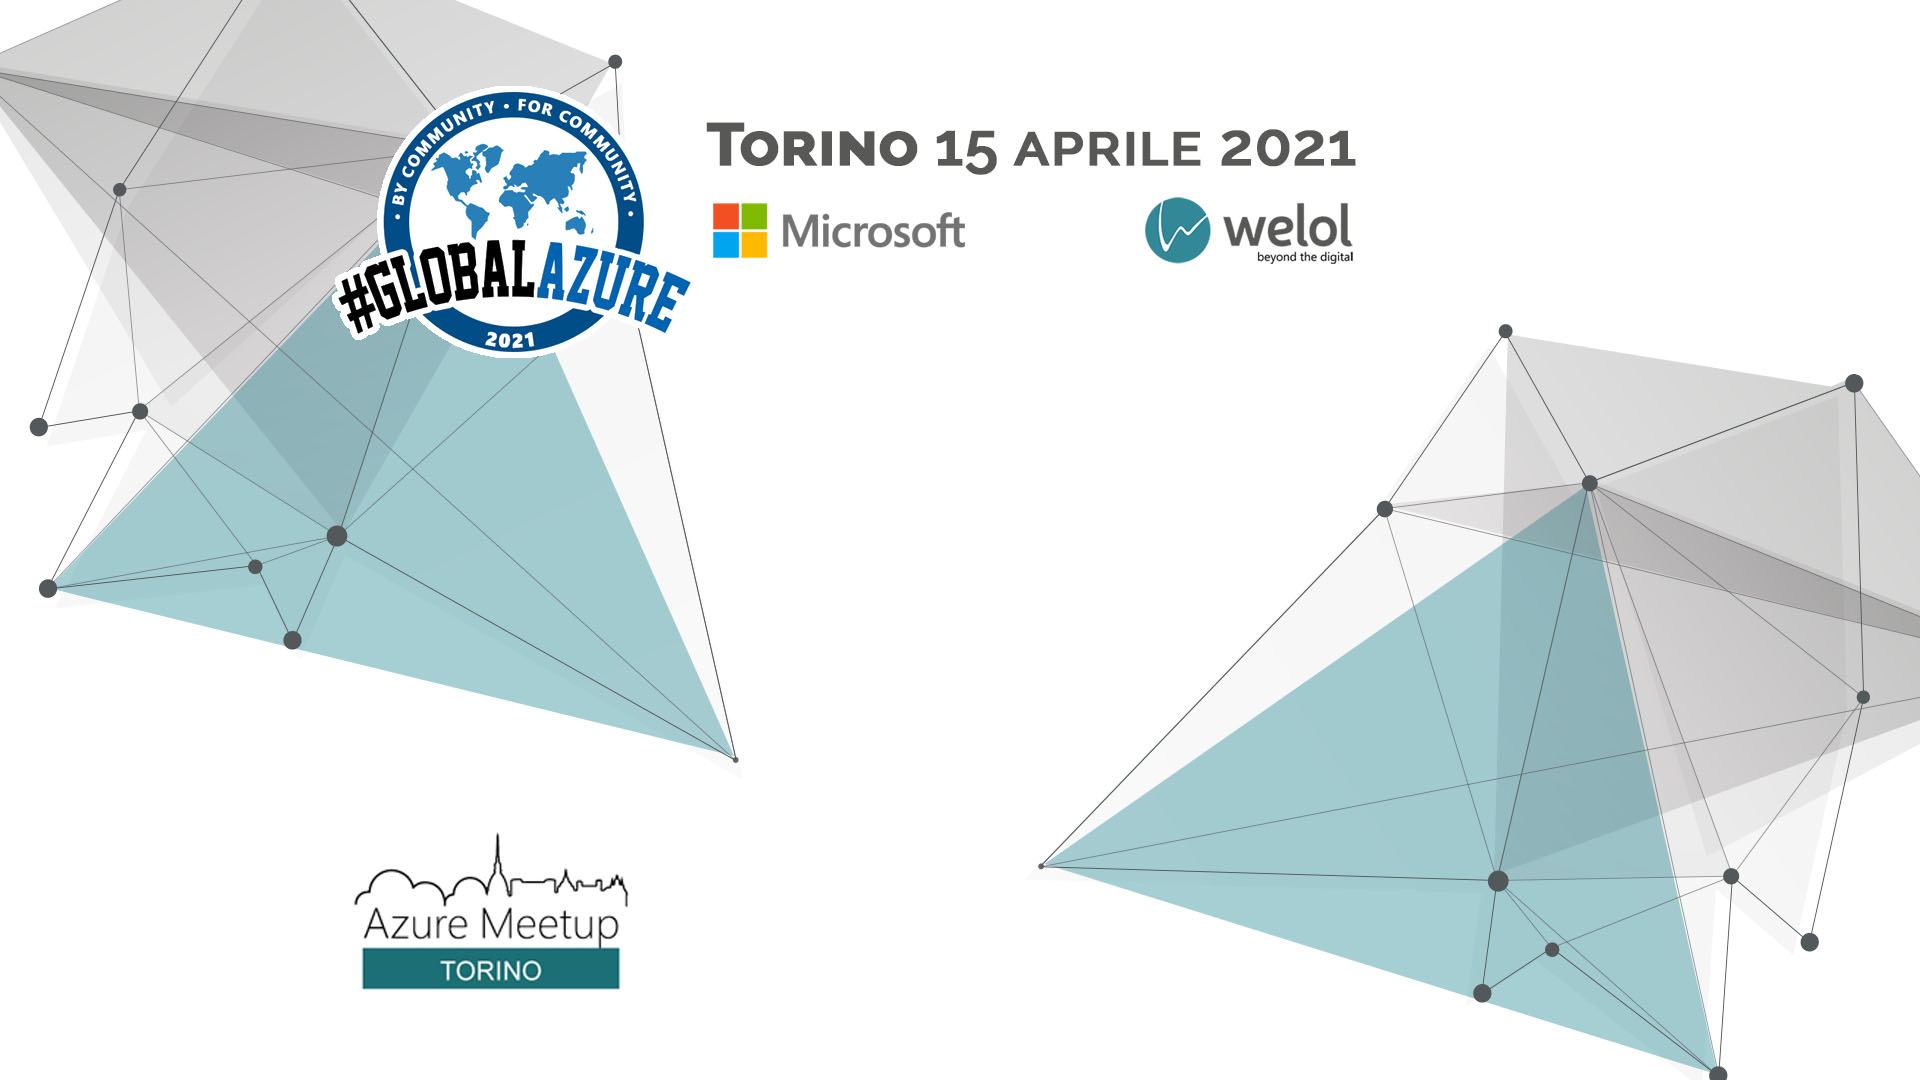 BY COMMUNITY • FOR COMMUNITY
#GLOBALAZURE
2021
TORINO 15 APRILE 2021
Microsoft
welol
beyond the digital
Azure Meetup
TORINO